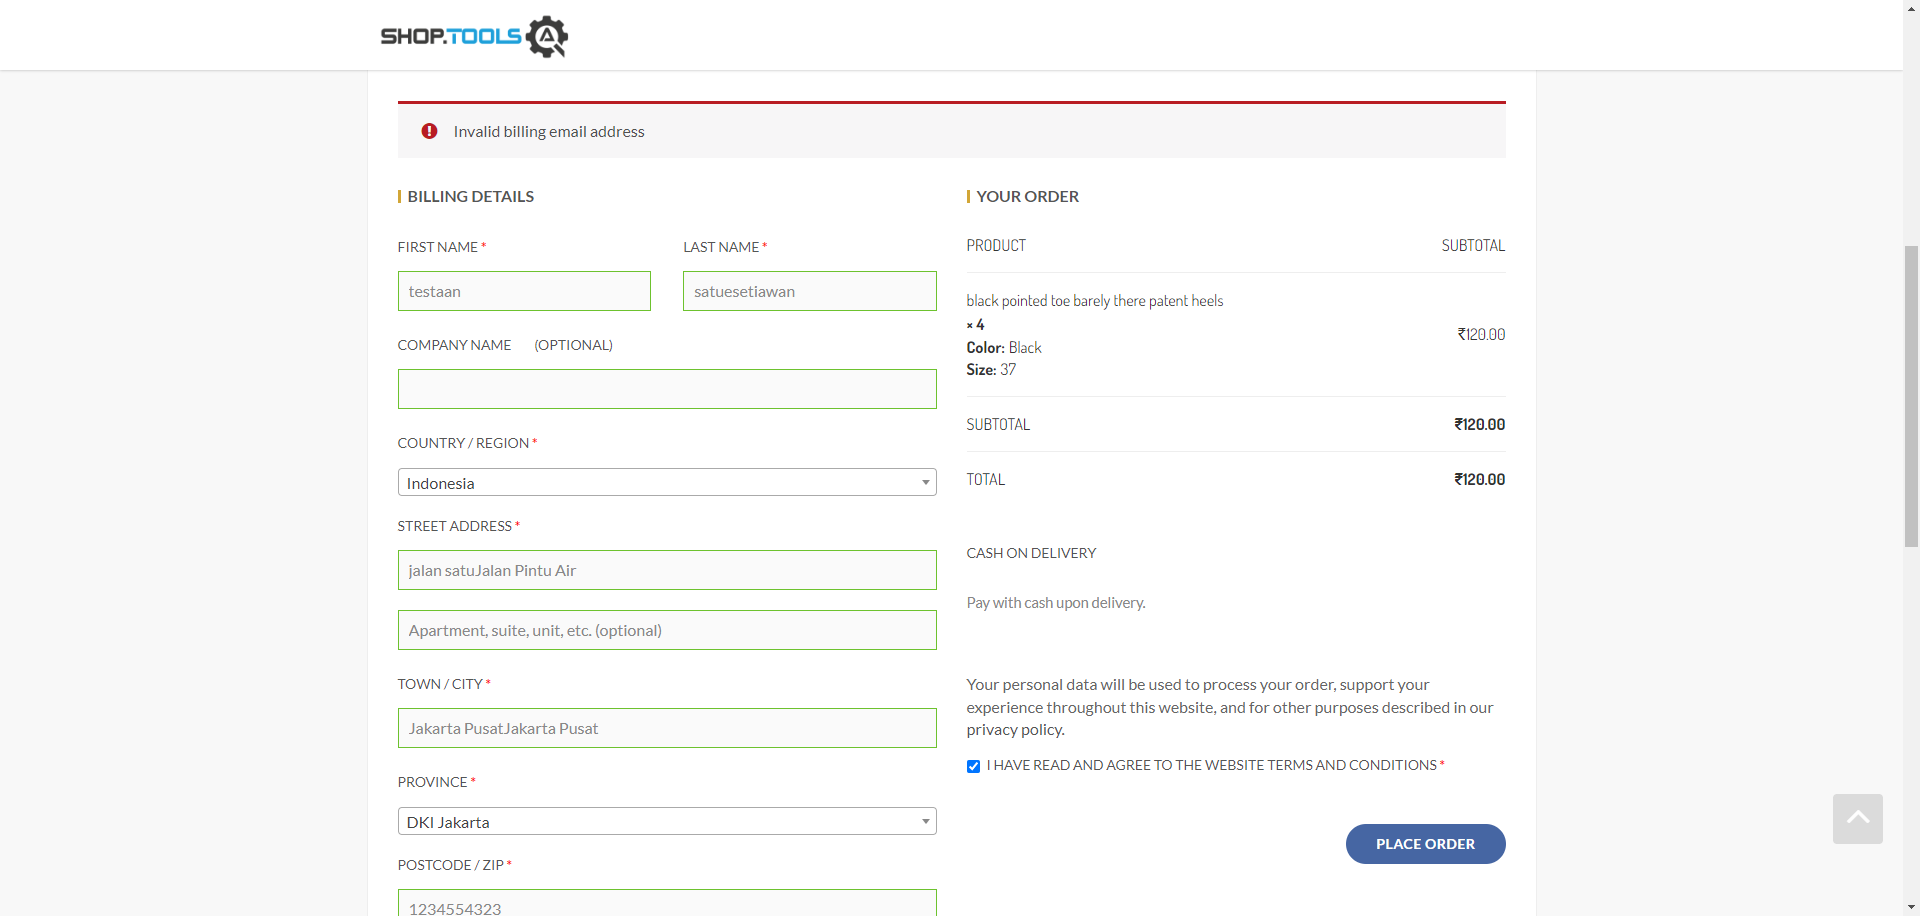 SHOP.TOOLS
Invalid billing email address
BILLING DETAILS
FIRST NAME *
LAST NAME *
testaan
satuesetiawan
COMPANY NAME (OPTIONAL)
COUNTRY / REGION *
Indonesia
STREET ADDRESS *
jalan satuJalan Pintu Air
Apartment, suite, unit, etc. (optional)
TOWN / CITY *
Jakarta PusatJakarta Pusat
PROVINCE *
DKI Jakarta
POSTCODE / ZIP *
1234554323
YOUR ORDER
PRODUCT SUBTOTAL
black pointed toe barely there patent heels
× 4
₹120.00
Color: Black
Size: 37
SUBTOTAL ₹120.00
TOTAL ₹120.00
CASH ON DELIVERY
Pay with cash upon delivery.
Your personal data will be used to process your order, support your
experience throughout this website, and for other purposes described in our
privacy policy.
I HAVE READ AND AGREE TO THE WEBSITE TERMS AND CONDITIONS *
PLACE ORDER